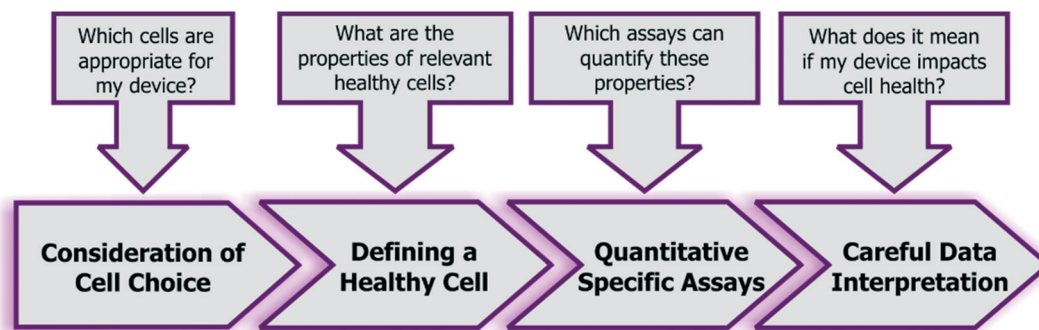 Which cells are
appropriate for
my device?
What are the
properties of relevant
healthy cells?
Which assays can
quantify these
properties?
What does it mean
if my device impacts
cell health?
Consideration of
Cell Choice
Defining a
Healthy Cell
Quantitative
Specific Assays
Careful Data
Interpretation